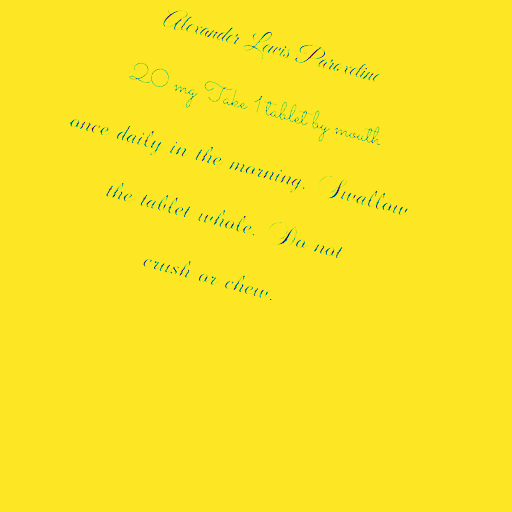 Alexander Lewis Paroxetine
20 mg Take 1 tablet by mouth
once daily in the morning. Swallow
the tablet whole. Do not
crush or chew.